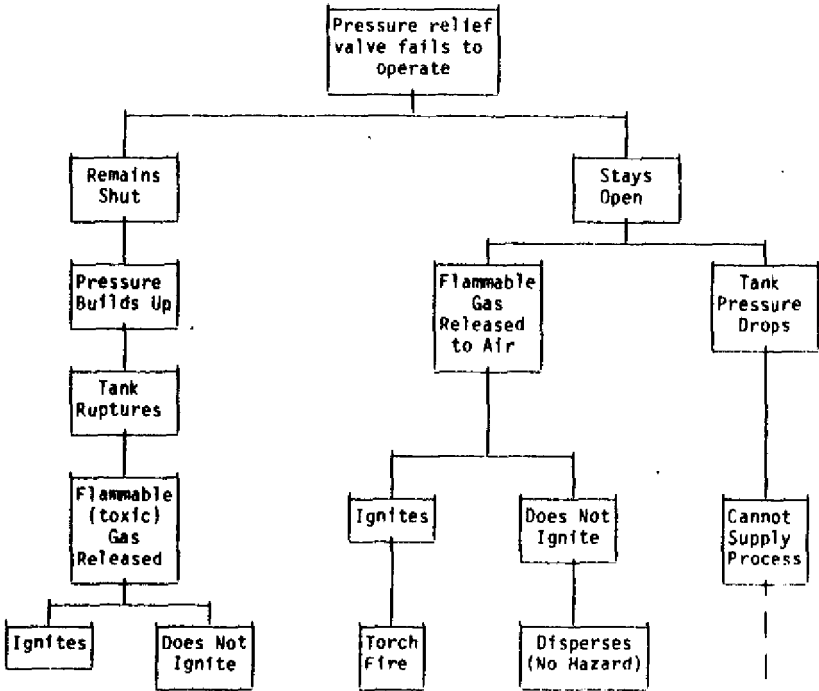 Pressure relief
valve fails to
operate
Remains
Shut
Stays
Open
Pressure
Builds Up
Flammable
Gas
Released
to Air
Tank
Pressure
Drops
Tank
Ruptures
Flammable
(toxic)
Gas
Released
Ignites
Does Not
Ignite
Cannot
Supply
Process
Ignites
Does Not
Ignite
Torch
Fire
Disperses
(No Hazard)